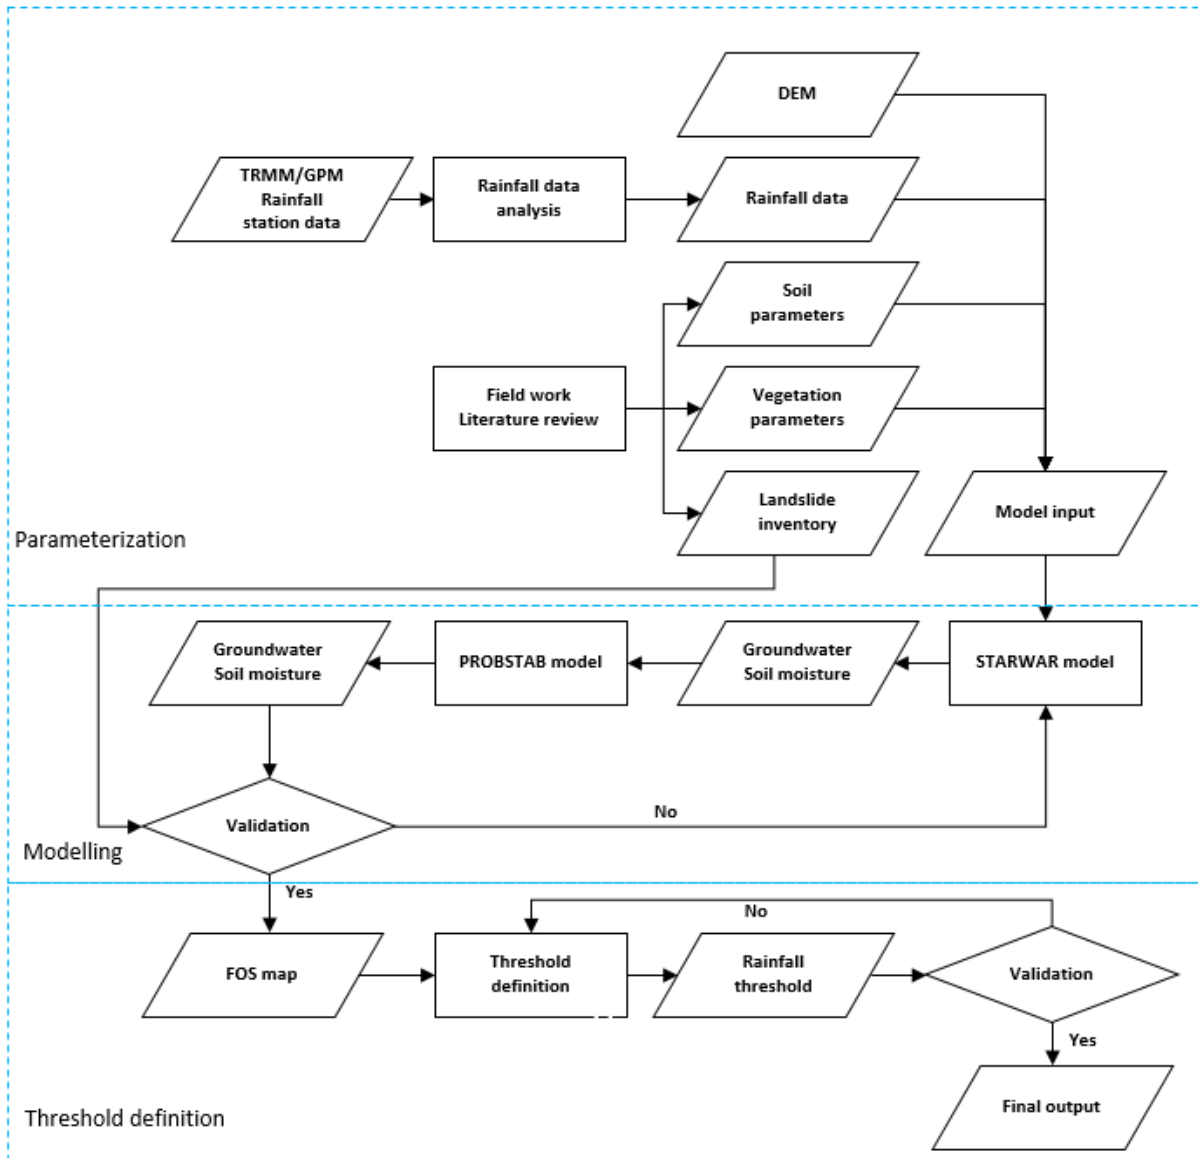 DEM
TRMM/GPM
Rainfall
station data
Rainfall data
analysis
Rainfall data
Soil
parameters
Field work
Literature review
Vegetation
parameters
Landslide
inventory
Model input
Parameterization
Groundwater
Soil moisture
PROBSTAB model
Groundwater
Soil moisture
STARWAR model
Validation
No
Modelling
Yes
No
FOS map
Threshold
definition
Rainfall
threshold
Validation
Yes
Final output
Threshold definition